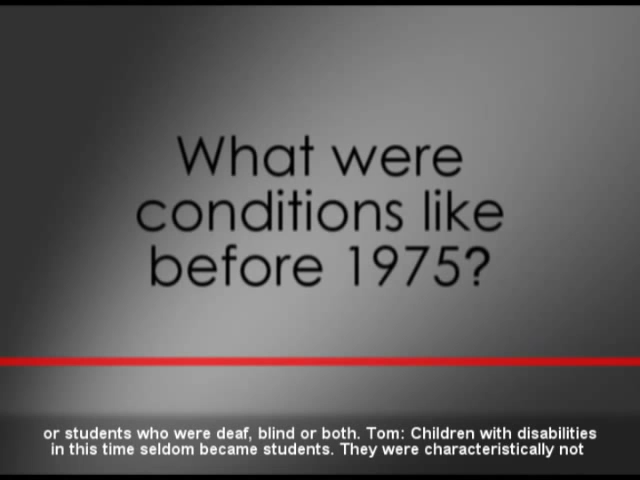 What were
conditions like
before 1975?
or students who were deaf, blind or both. Tom: Children with disabilities
in this time seldom became students. They were characteristically not